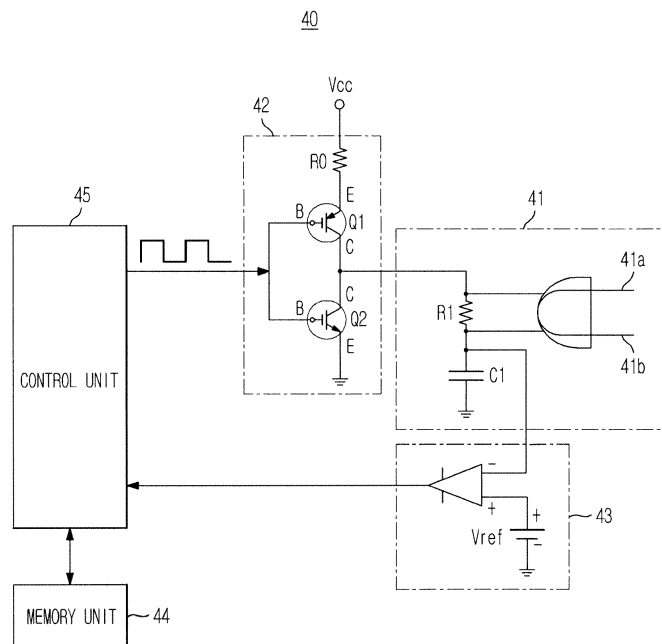 40
Vcc
42
R0
E
B
Q1
C
45
41
41a
C
R1
B
Q2
E
41b
C1
CONTROL UNIT
-
+
+
Vref
-
43
MEMORY UNIT
44